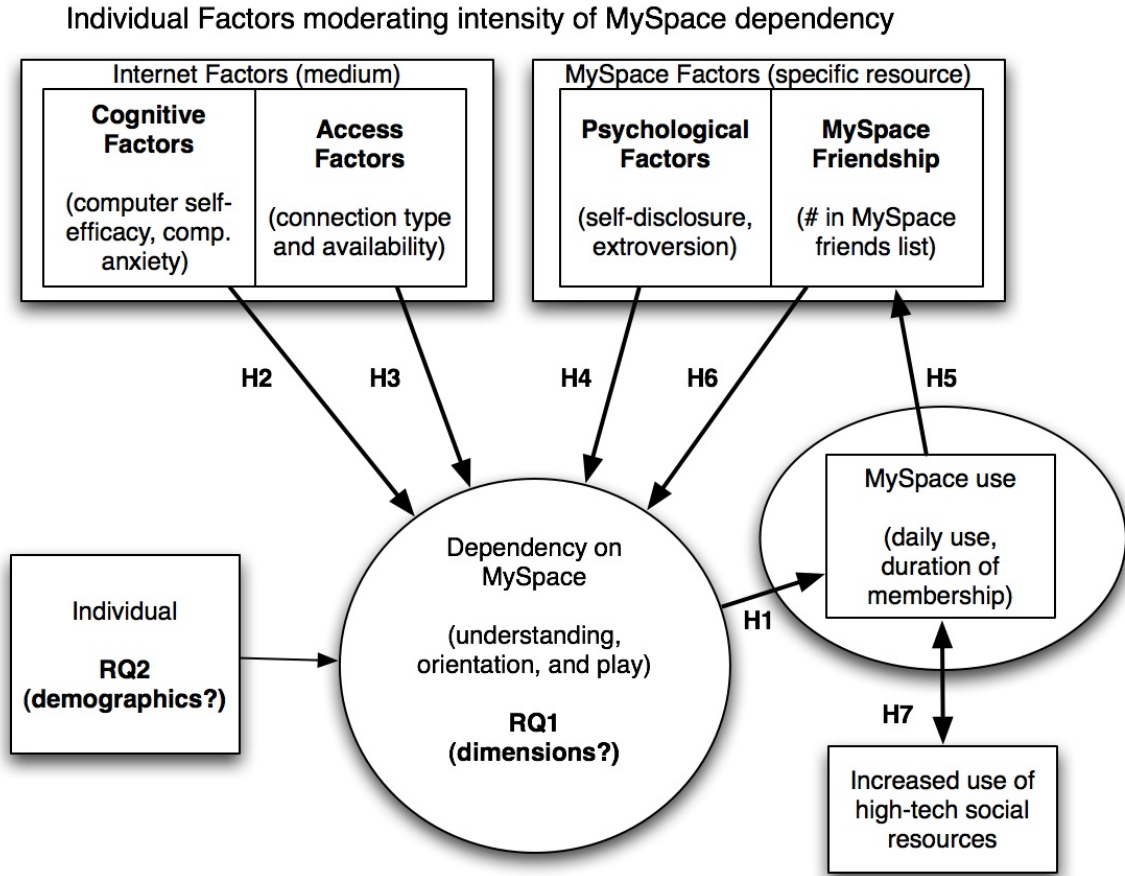 Individual Factors moderating intensity of MySpace dependency
Internet Factors (medium)
Cognitive
Factors
(computer self-
efficacy, comp.
anxiety)
Access
Factors
(connection type
and availability)
MySpace Factors (specific resource)
Psychological
Factors
(self-disclosure,
extroversion)
MySpace
Friendship
(# in MySpace
friends list)
H2
H3
H4
H6
H5
MySpace use
(daily use,
duration of
membership)
Individual
RQ2
(demographics?)
Dependency on
MySpace
(understanding,
orientation, and play)
RQ1
(dimensions?)
H1
H7
Increased use of
high-tech social
resources